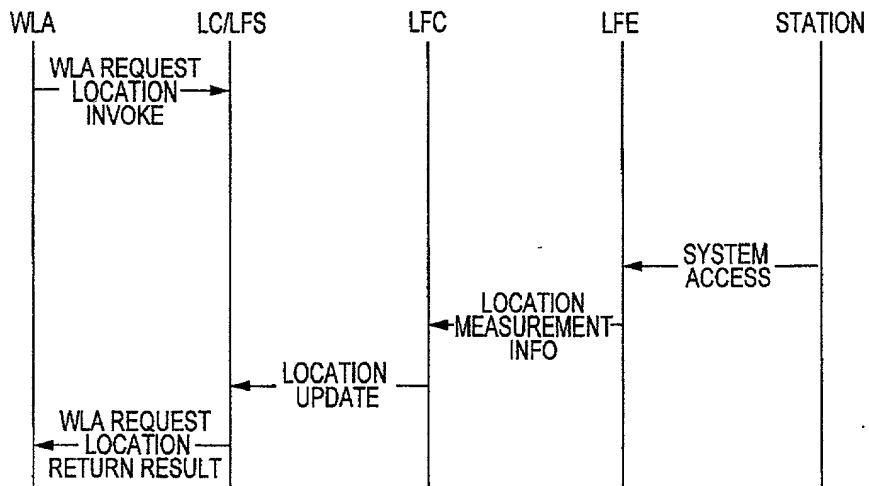 WLA LC/LFS LFC LFE STATION
WLA REQUEST
LOCATION
INVOKE
SYSTEM
ACCESS
LOCATION
MEASUREMENT
INFO
LOCATION
UPDATE
WLA REQUEST
LOCATION
RETURN RESULT